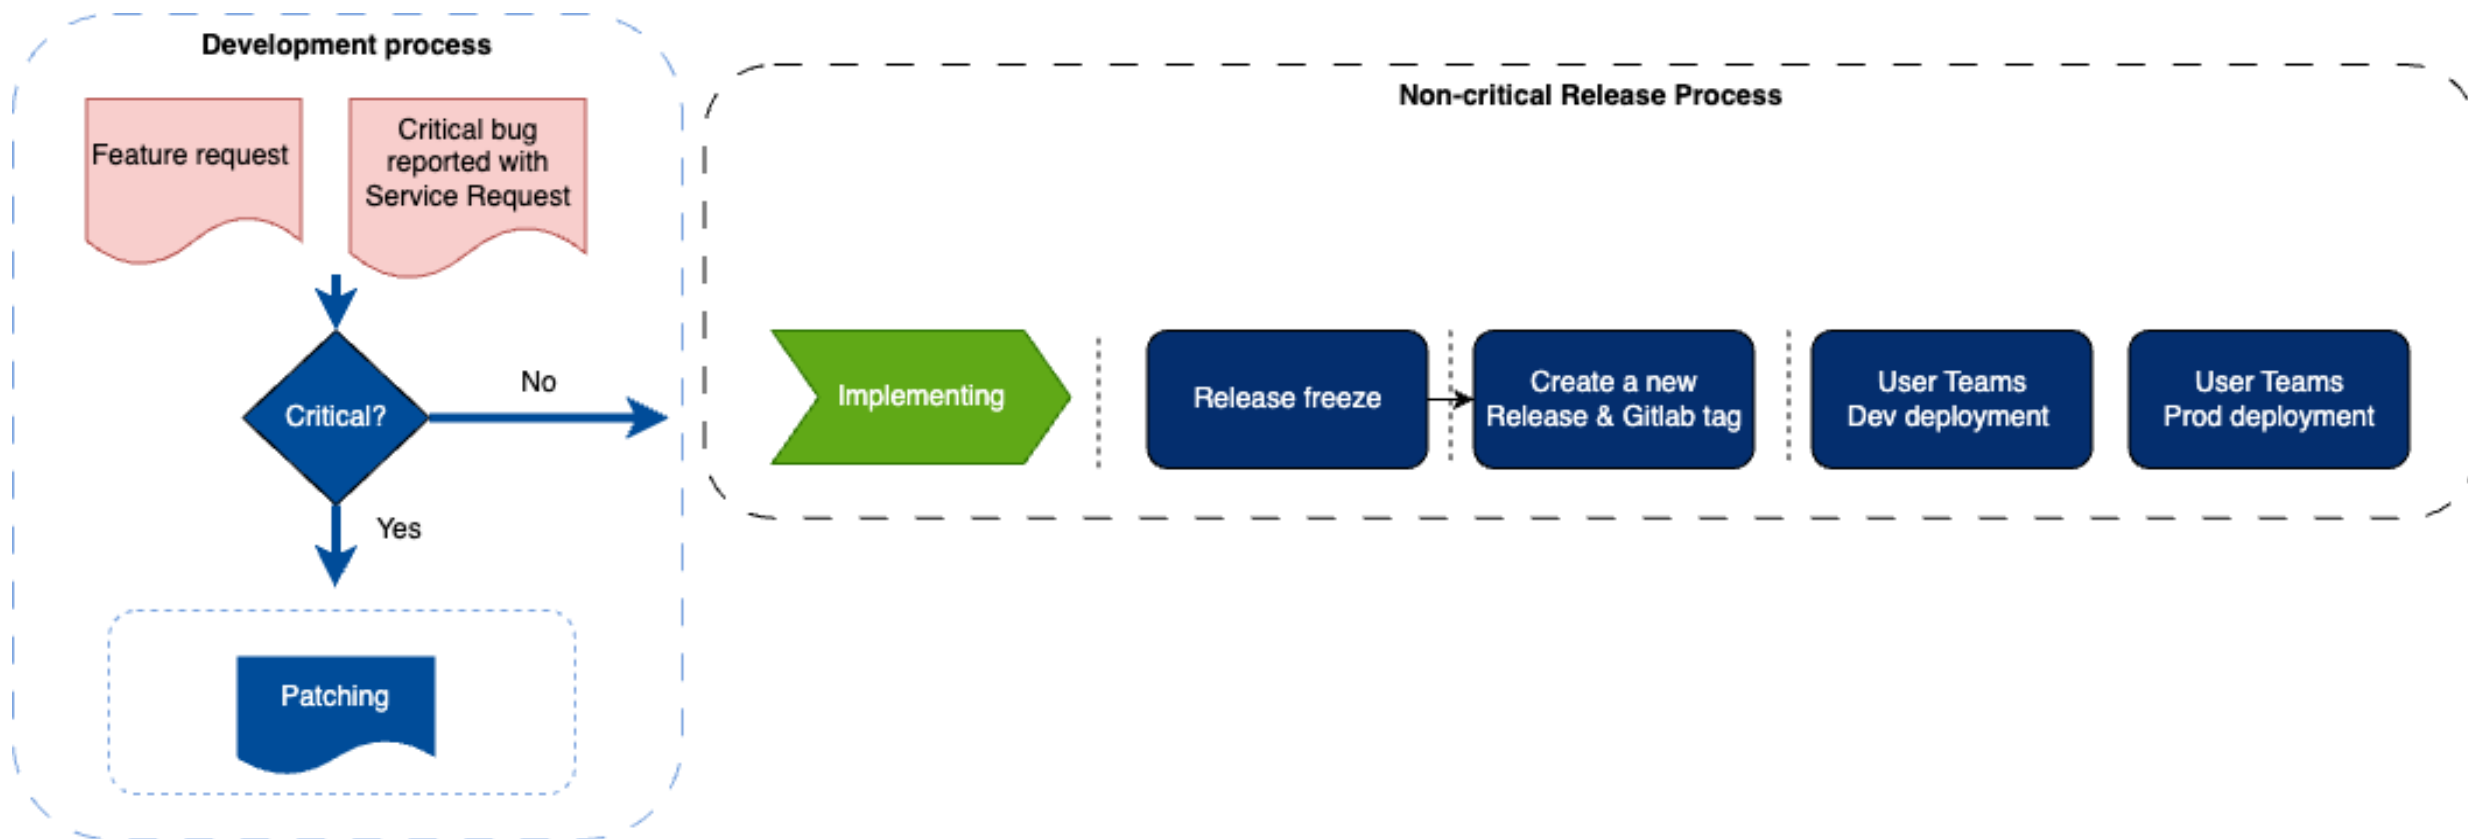 Development process
Feature request
Critical bug
reported with
Service Request
Critical?
No
Yes
Patching
Non-critical Release Process
Implementing
Release freeze
Create a new
Release & Gitlab tag
User Teams
Dev deployment
User Teams
Prod deployment